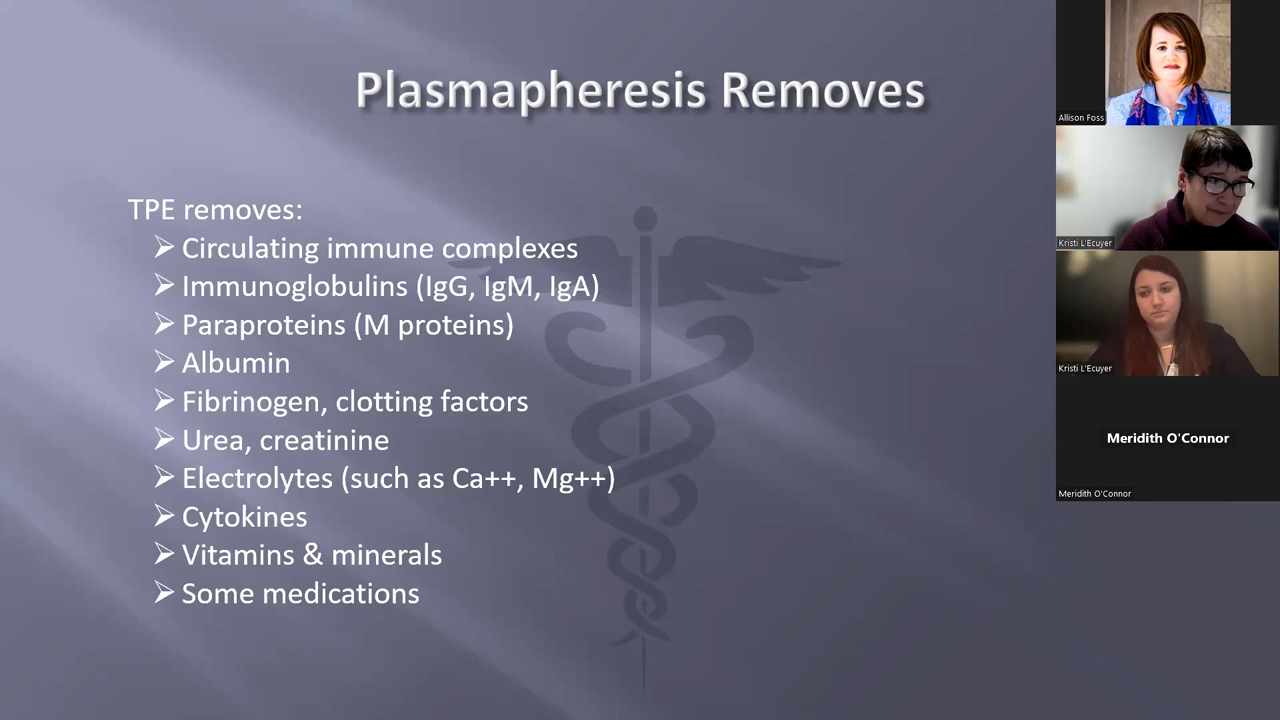 Plasmapheresis Removes
TPE removes:
Circulating immune complexes
Immunoglobulins (IgG, IgM, IgA)
Paraproteins (M proteins)
Albumin
Fibrinogen, clotting factors
Urea, creatinine
Electrolytes (such as Ca++, Mg++)
Cytokines
Vitamins & minerals
Some medications
Allison Foss
Kristi L'Ecuyer
Kristi L'Ecuyer
Meridith O'Connor
Meridith O'Connor